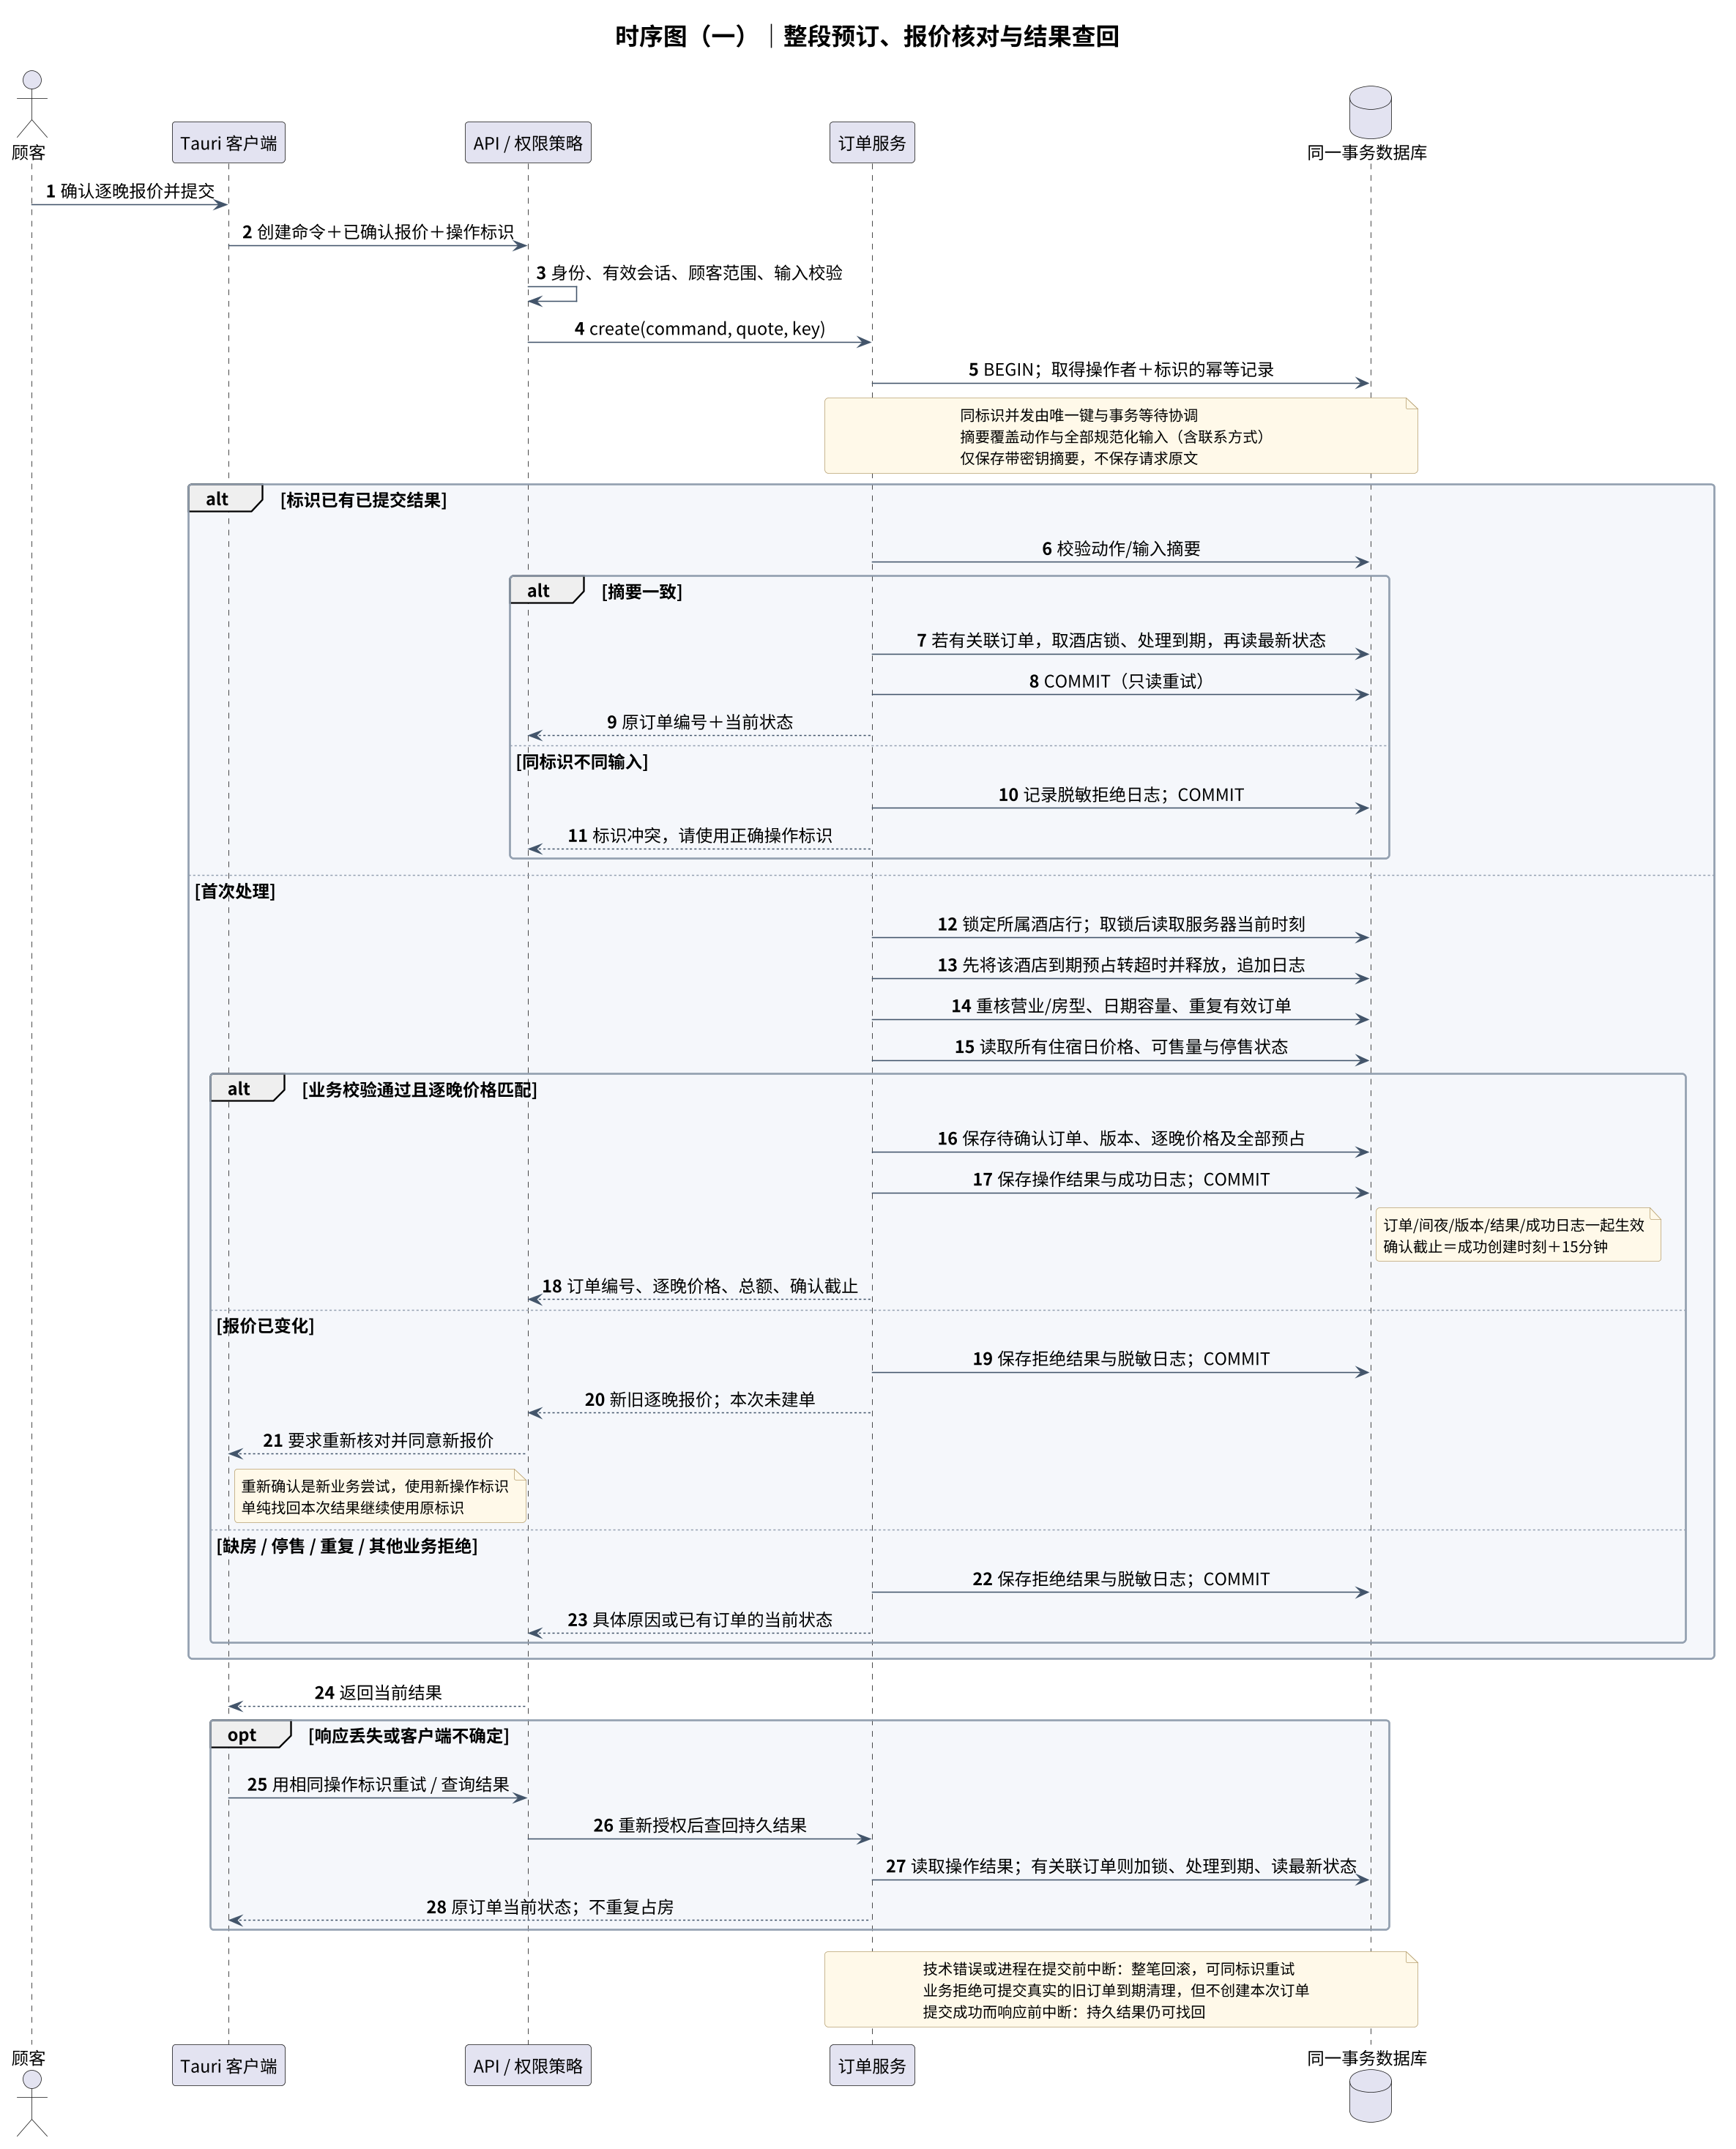 时序图（一）｜整段预订、报价核对与结果查回
顾客
Tauri 客户端
API / 权限策略
订单服务
同一事务数据库
1 确认逐晚报价并提交
2 创建命令＋已确认报价＋操作标识
3 身份、有效会话、顾客范围、输入校验
4 create(command, quote, key)
5 BEGIN；取得操作者＋标识的幂等记录
同标识并发由唯一键与事务等待协调
摘要覆盖动作与全部规范化输入（含联系方式）
仅保存带密钥摘要，不保存请求原文
alt [标识已有已提交结果]
6 校验动作/输入摘要
alt [摘要一致]
7 若有关联订单，取酒店锁、处理到期，再读最新状态
8 COMMIT（只读重试）
9 原订单编号＋当前状态
[同标识不同输入]
10 记录脱敏拒绝日志；COMMIT
11 标识冲突，请使用正确操作标识
[首次处理]
12 锁定所属酒店行；取锁后读取服务器当前时刻
13 先将该酒店到期预占转超时并释放，追加日志
14 重核营业/房型、日期容量、重复有效订单
15 读取所有住宿日价格、可售量与停售状态
alt [业务校验通过且逐晚价格匹配]
16 保存待确认订单、版本、逐晚价格及全部预占
17 保存操作结果与成功日志；COMMIT
订单/间夜/版本/结果/成功日志一起生效
确认截止＝成功创建时刻＋15分钟
18 订单编号、逐晚价格、总额、确认截止
[报价已变化]
19 保存拒绝结果与脱敏日志；COMMIT
20 新旧逐晚报价；本次未建单
21 要求重新核对并同意新报价
重新确认是新业务尝试，使用新操作标识
单纯找回本次结果继续使用原标识
[缺房 / 停售 / 重复 / 其他业务拒绝]
22 保存拒绝结果与脱敏日志；COMMIT
23 具体原因或已有订单的当前状态
24 返回当前结果
opt [响应丢失或客户端不确定]
25 用相同操作标识重试 / 查询结果
26 重新授权后查回持久结果
27 读取操作结果；有关联订单则加锁、处理到期、读最新状态
28 原订单当前状态；不重复占房
技术错误或进程在提交前中断：整笔回滚，可同标识重试
业务拒绝可提交真实的旧订单到期清理，但不创建本次订单
提交成功而响应前中断：持久结果仍可找回
顾客
Tauri 客户端
API / 权限策略
订单服务
同一事务数据库